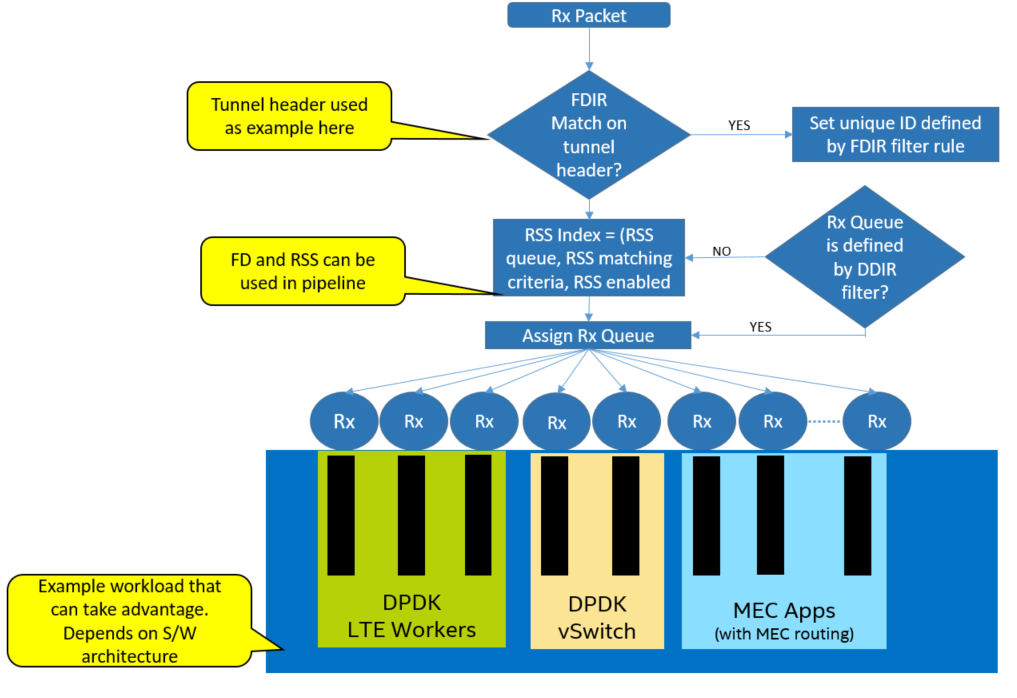 Rx Packet
Tunnel header used
as example here
FDIR
Match on
tunnel
header?
YES
Set unique ID defined
by FDIR filter rule
FD and RSS can be
used in pipeline
RSS Index = (RSS
queue, RSS matching
criteria, RSS enabled
NO
Rx Queue
is defined
by DDIR
filter?
Assign Rx Queue
YES
Rx
Rx
Rx
Rx
Rx
Rx
Rx
Rx
Example workload that
can take advantage.
Depends on S/W
architecture
DPDK
LTE Workers
DPDK
vSwitch
MEC Apps
(with MEC routing)